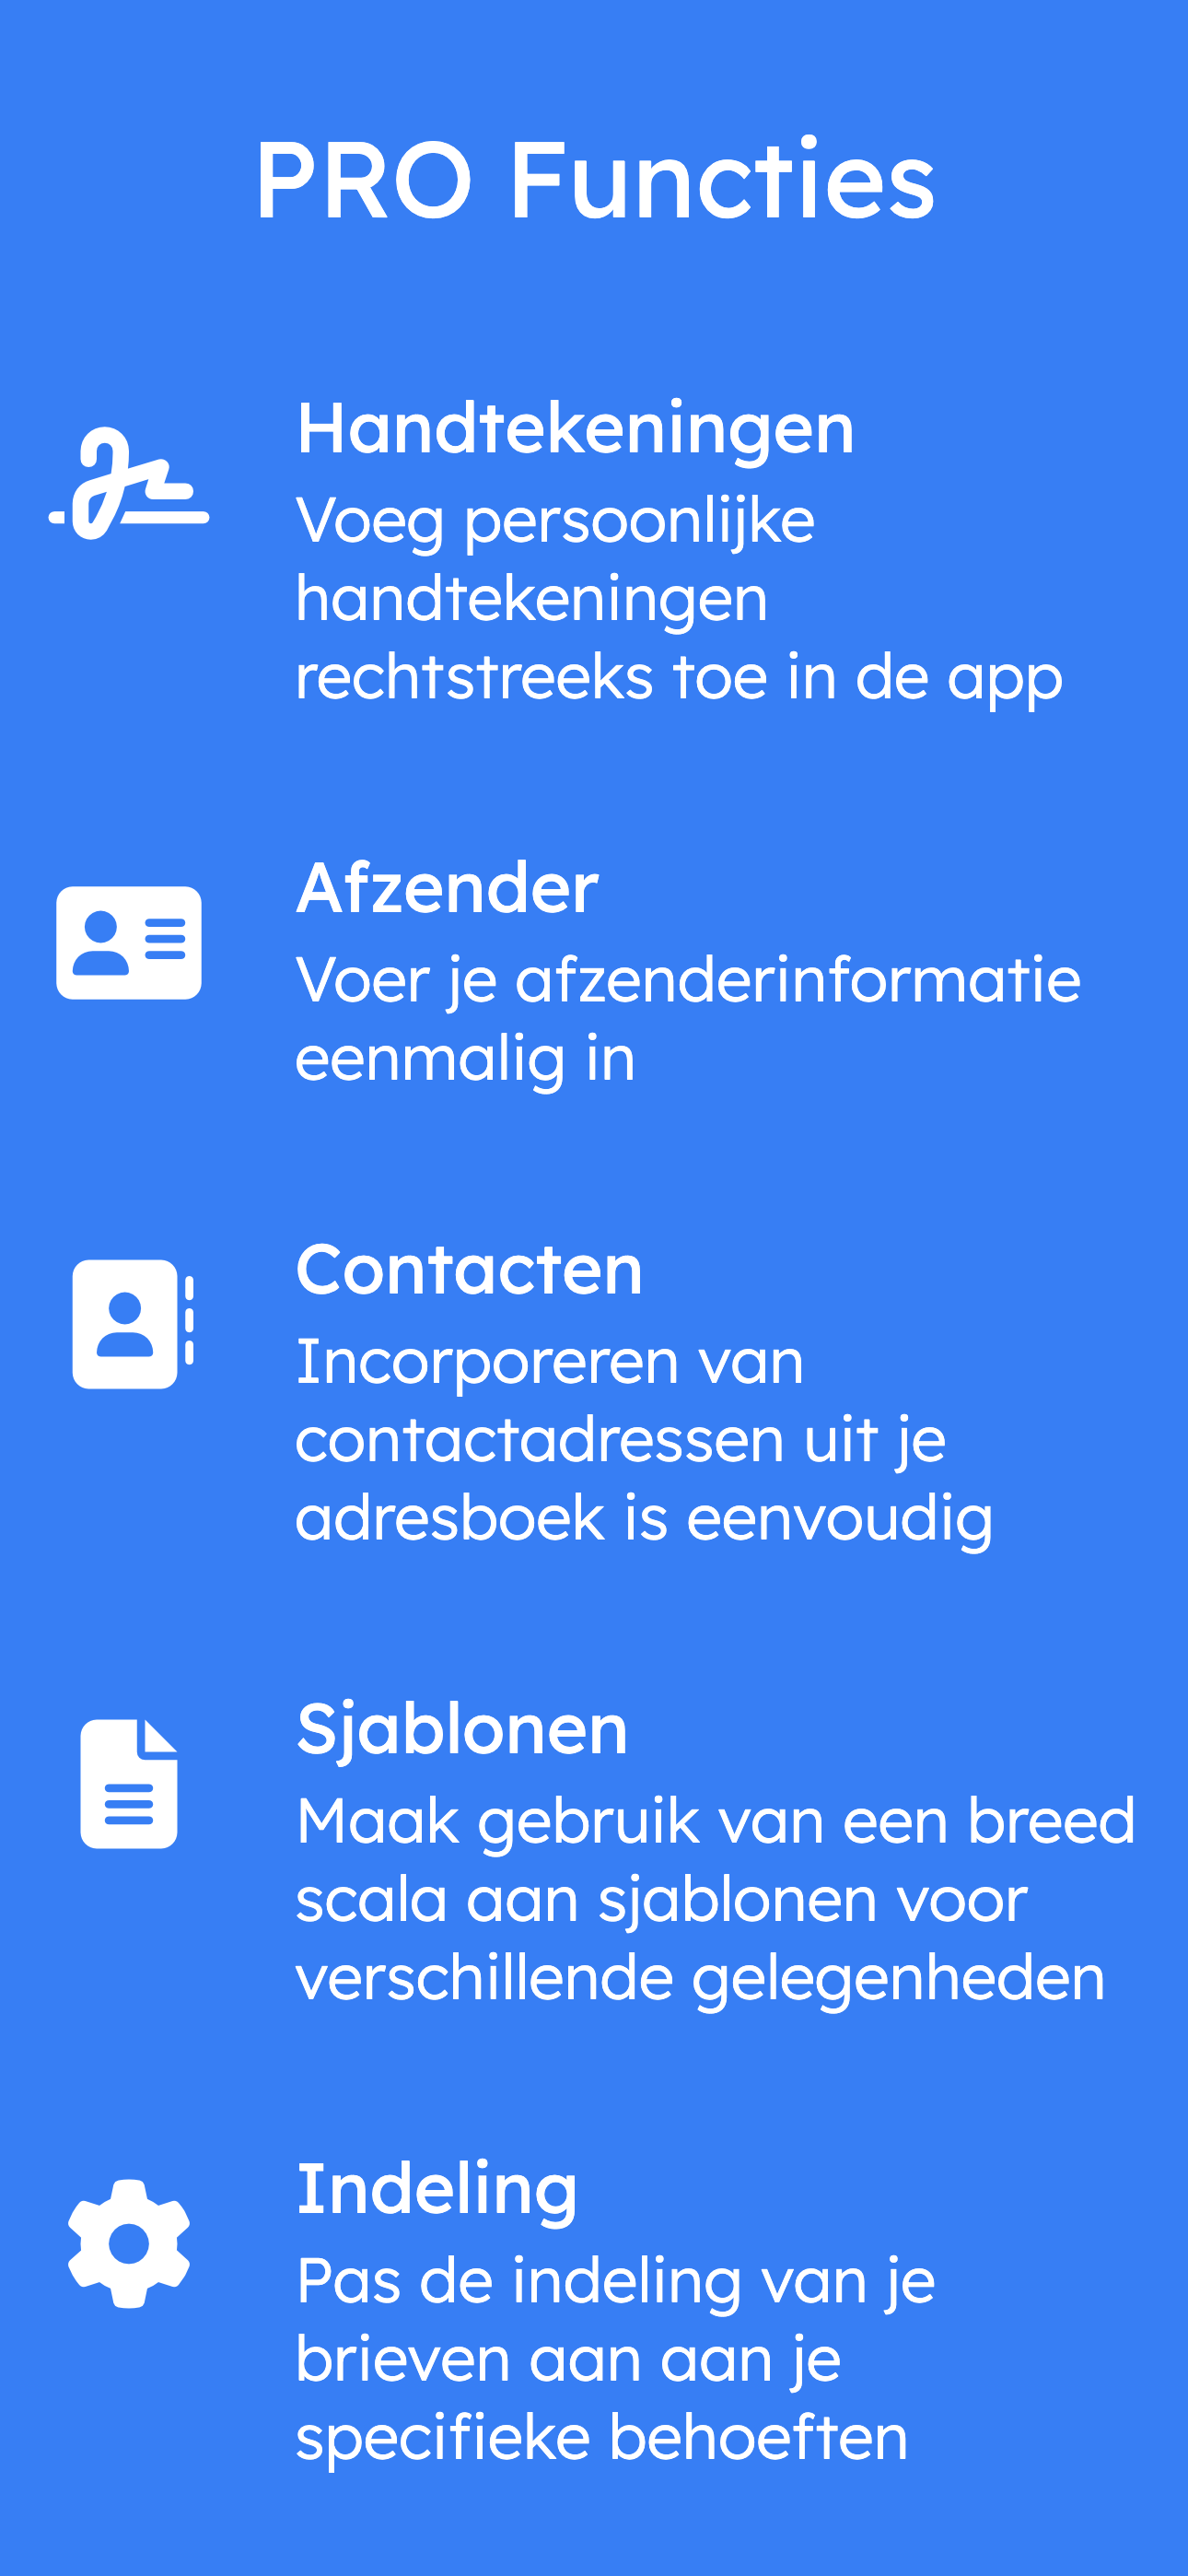 PRO Functies
Handtekeningen
Voeg persoonlijke
handtekeningen
rechtstreeks toe in de app
Afzender
Voer je afzenderinformatie
eenmalig in
Contacten
Incorporeren van
contactadressen uit je
adresboek is eenvoudig
Sjablonen
Maak gebruik van een breed
scala aan sjablonen voor
verschillende gelegenheden
Indeling
Pas de indeling van je
brieven aan aan je
specifieke behoeften